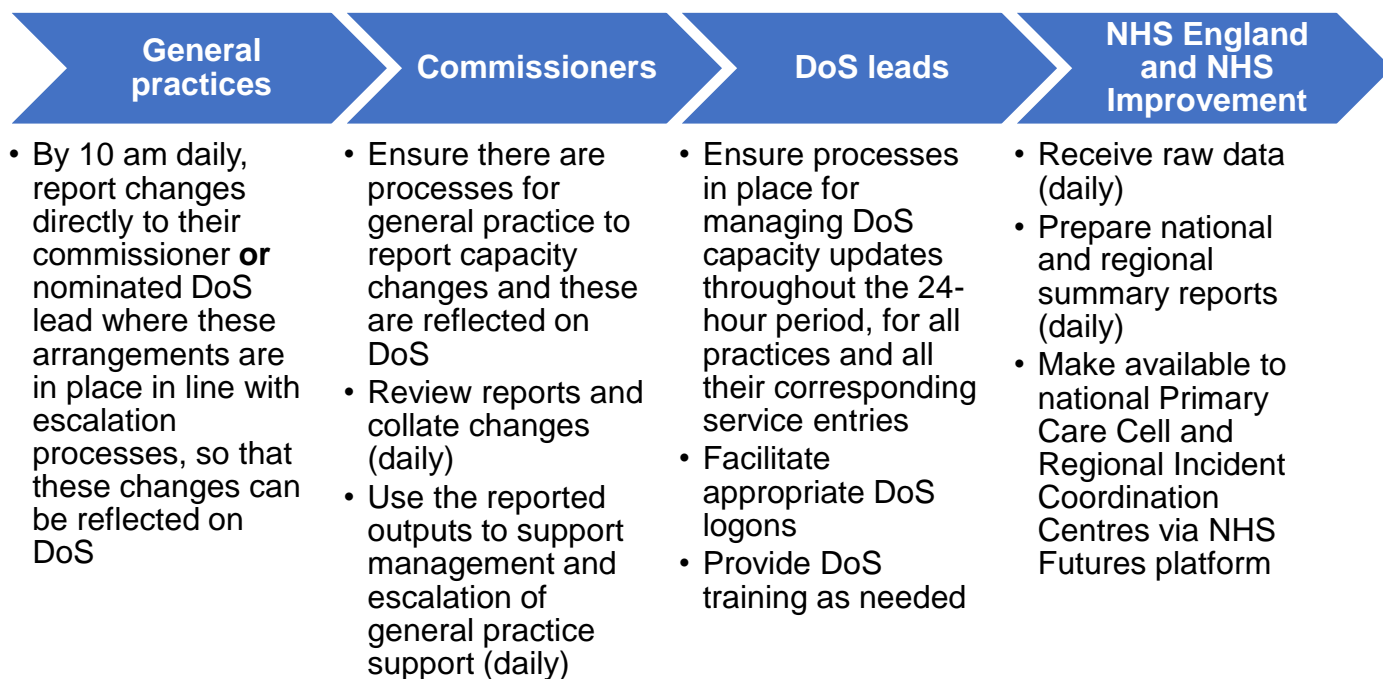 General
practices
Commissioners
DoS leads
NHS England
and NHS
Improvement
• By 10 am daily,
report changes
directly to their
commissioner or
nominated DoS
lead where these
arrangements are
in place in line with
escalation
processes, so that
these changes can
be reflected on
DoS
• Ensure there are
processes for
general practice to
report capacity
changes and these
are reflected on
DoS
• Review reports and
collate changes
(daily)
• Use the reported
outputs to support
management and
escalation of
general practice
support (daily)
• Ensure processes
in place for
managing DoS
capacity updates
throughout the 24-
hour period, for all
practices and all
their corresponding
service entries
• Facilitate
appropriate DoS
logons
• Provide DoS
training as needed
• Receive raw data
(daily)
• Prepare national
and regional
summary reports
(daily)
• Make available to
national Primary
Care Cell and
Regional Incident
Coordination
Centres via NHS
Futures platform